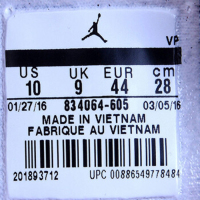 VP
US UK EUR cm
10 9 44 28
01/27/16 834064-605 03/05/16
MADE IN VIETNAM
FABRIQUE AU VIETNAM
201893712 UPC 00886549778484